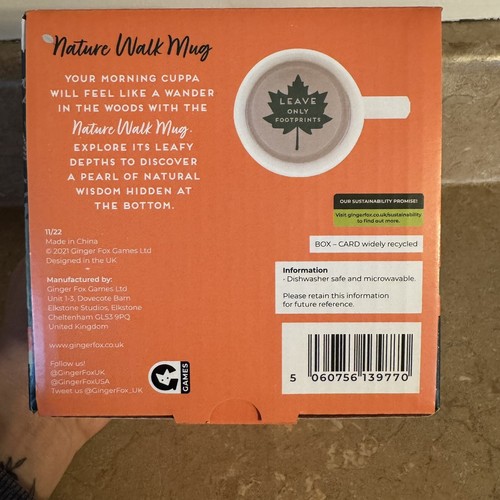 Nature Walk Mug
YOUR MORNING CUPPA
WILL FEEL LIKE A WANDER
IN THE WOODS WITH THE
Nature Walk Mug.
EXPLORE ITS LEAFY
DEPTHS TO DISCOVER
A PEARL OF NATURAL
WISDOM HIDDEN AT
THE BOTTOM.
LEAVE
ONLY
FOOTPRINTS
11/22
Made in China
© 2021 Ginger Fox Games Ltd
Designed in the UK
Manufactured by:
Ginger Fox Games Ltd
Unit 1-3, Dovecote Barn
Elkstone Studios, Elkstone
Cheltenham GL53 9PQ
United Kingdom
www.gingerfox.co.uk
Follow us!
@GingerFoxUK
@GingerFoxUSA
Tweet us @GingerFox_UK
G GAMES
OUR SUSTAINABILITY PROMISE!
Visit gingerfox.co.uk/sustainability
to find out more.
BOX – CARD widely recycled
Information
• Dishwasher safe and microwavable.
Please retain this information
for future reference.
5 060756 139770